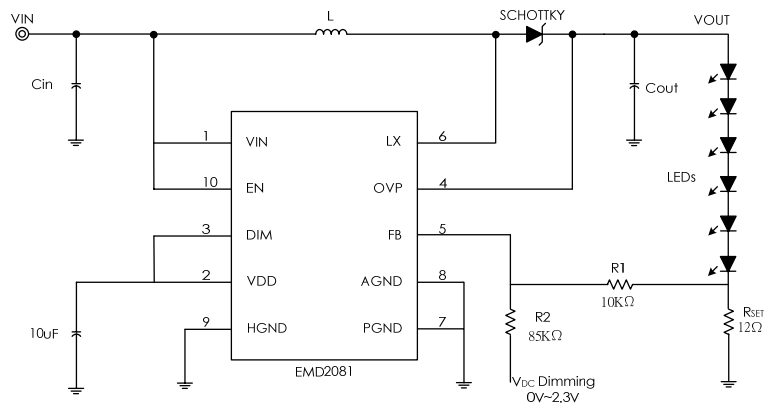 VIN
L
SCHOTTKY
VOUT
Cin
Cout
1
VIN
LX
6
10
EN
OVP
4
LEDs
3
DIM
FB
5
2
VDD
AGND
8
R1
10KΩ
10uF
9
HGND
PGND
7
R2
85KΩ
RSET
12Ω
EMD2081
VDC Dimming
0V~2.3V